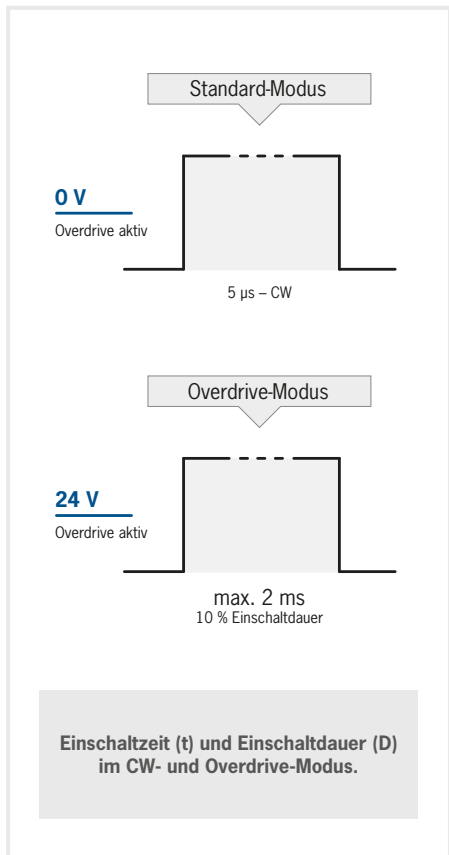 Standard-Modus
0 V
Overdrive aktiv
5 µs – CW
Overdrive-Modus
24 V
Overdrive aktiv
max. 2 ms
10 % Einschaltdauer
Einschaltzeit (t) und Einschaltdauer (D)
im CW- und Overdrive-Modus.